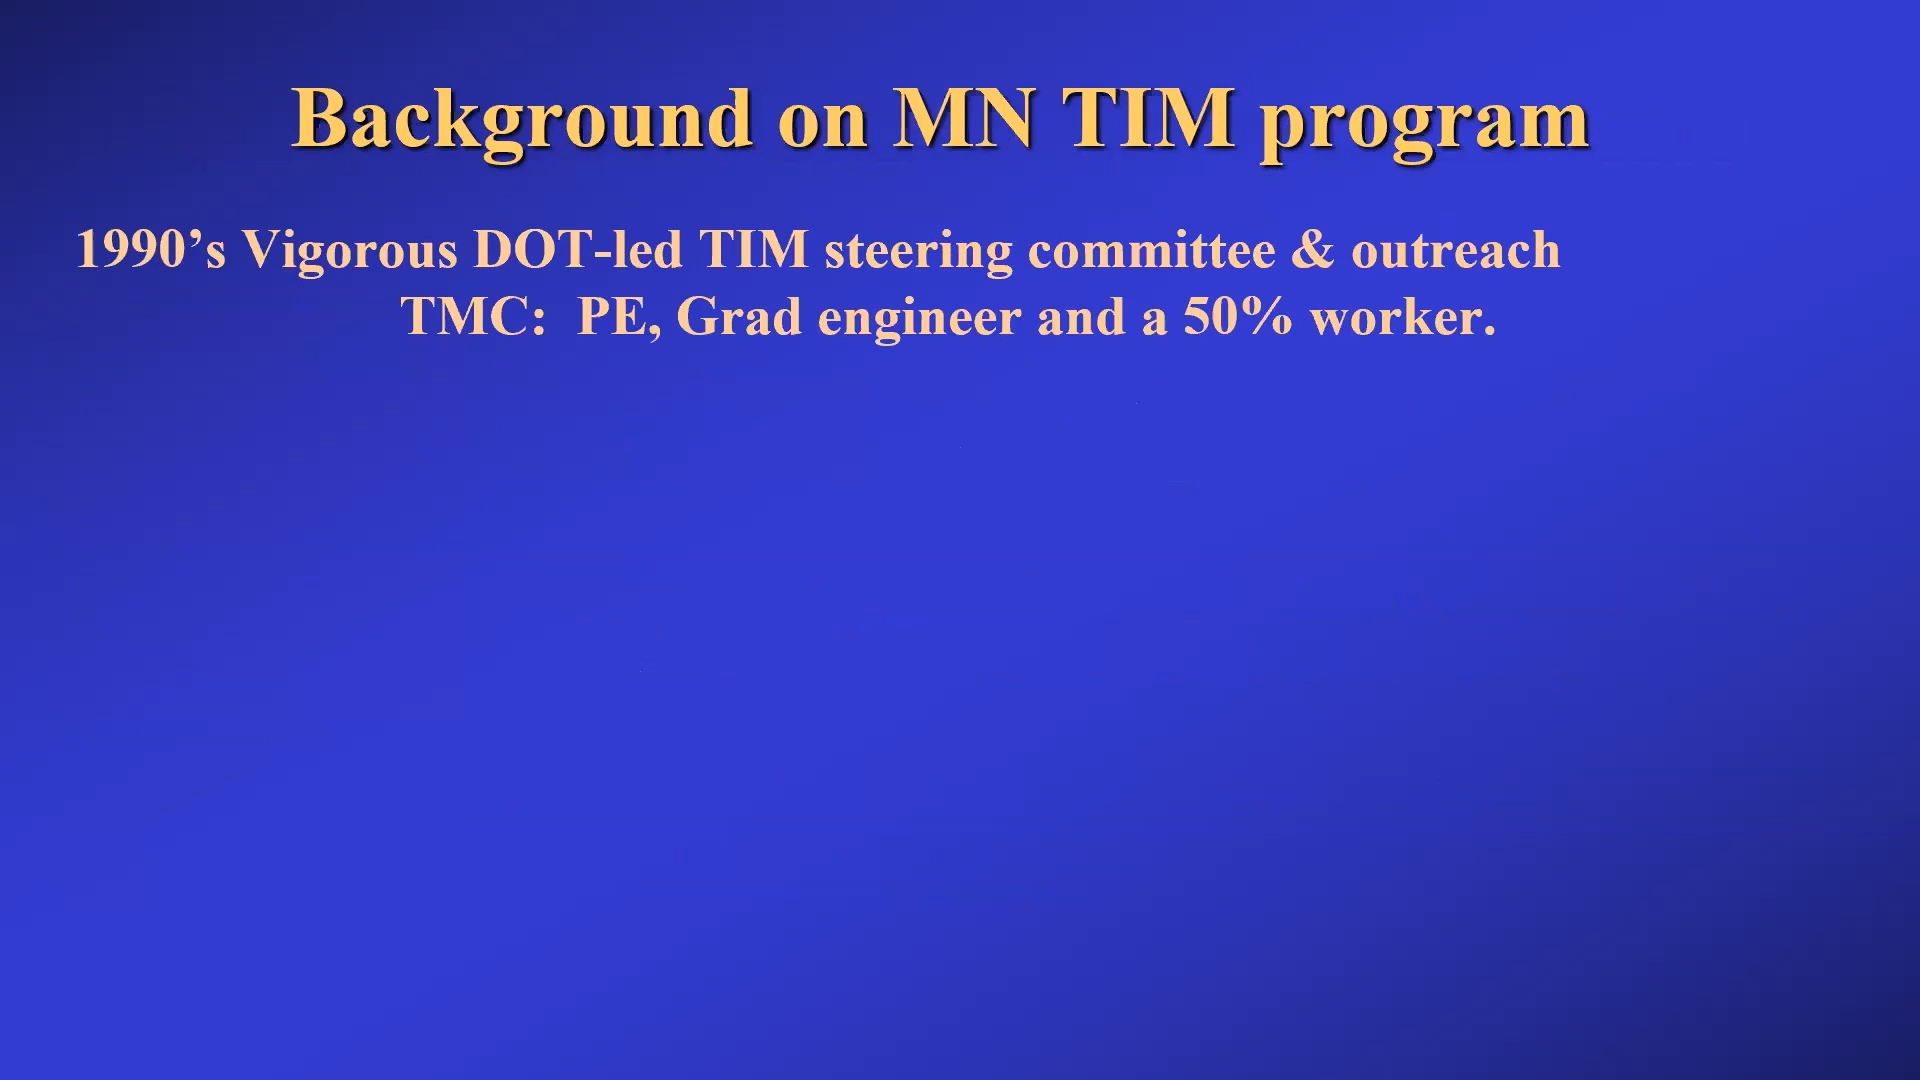 Background on MN TIM program
1990’s Vigorous DOT-led TIM steering committee & outreach
TMC:  PE, Grad engineer and a 50% worker.